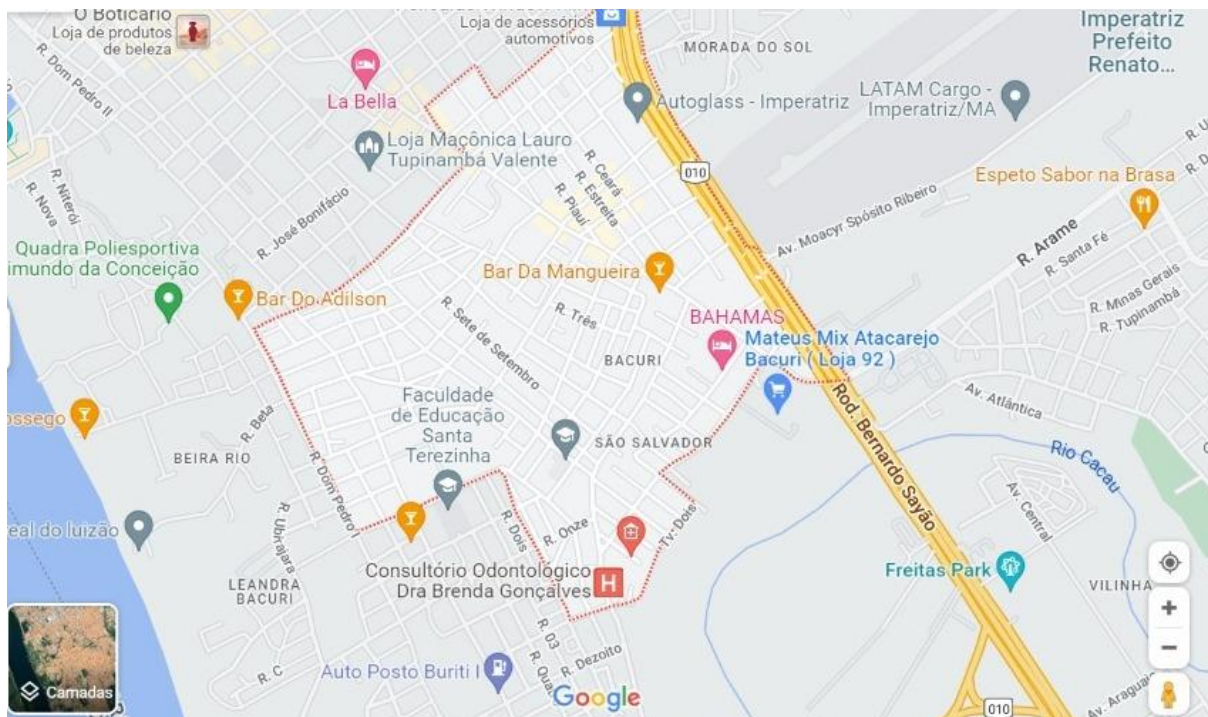 O Boticário
Loja de produtos
de beleza
Loja de acessórios
automotivos
MORADA DO SOL
Imperatriz
Prefeito
Renato...
R. Dom Pedro II
La Bella
Autoglass - Imperatriz
LATAM Cargo -
Imperatriz/MA
Loja Maçônica Lauro
Tupinambá Valente
R. Ceará
R. Estreita
R. Piauí
010
Espeto Sabor na Brasa
R. Niterói
R. Nova
R. José Bonifácio
Av. Moacyr Spósito Ribeiro
R. Arame
R. Santa Fé
Quadra Poliesportiva
imundo da Conceição
Bar Da Mangueira
R. Minas Gerais
R. Tupinambá
Bar Do Adilson
R. Sete de Setembro
R. Três
BAHAMAS
Mateus Mix Atacarejo
Bacuri ( Loja 92 )
BACURI
Faculdade
de Educação
Santa
Terezinha
Av. Atlântica
ossego
R. Beta
BEIRA RIO
SÃO SALVADOR
Rod. Bernardo Sayão
Rio Cacau
R. Dom Pedro I
Av. Central
eal do luizão
R. Ubirajara
R. Dois
R. Onze
Tv. Dois
Consultório Odontológico
Dra Brenda Gonçalves
H
Freitas Park
VILINHA
LEANDRA
BACURI
R. 03
R. Dezoito
R. C
Auto Posto Buriti I
R. Qua
Camadas
Google
010
Av. Araguaia